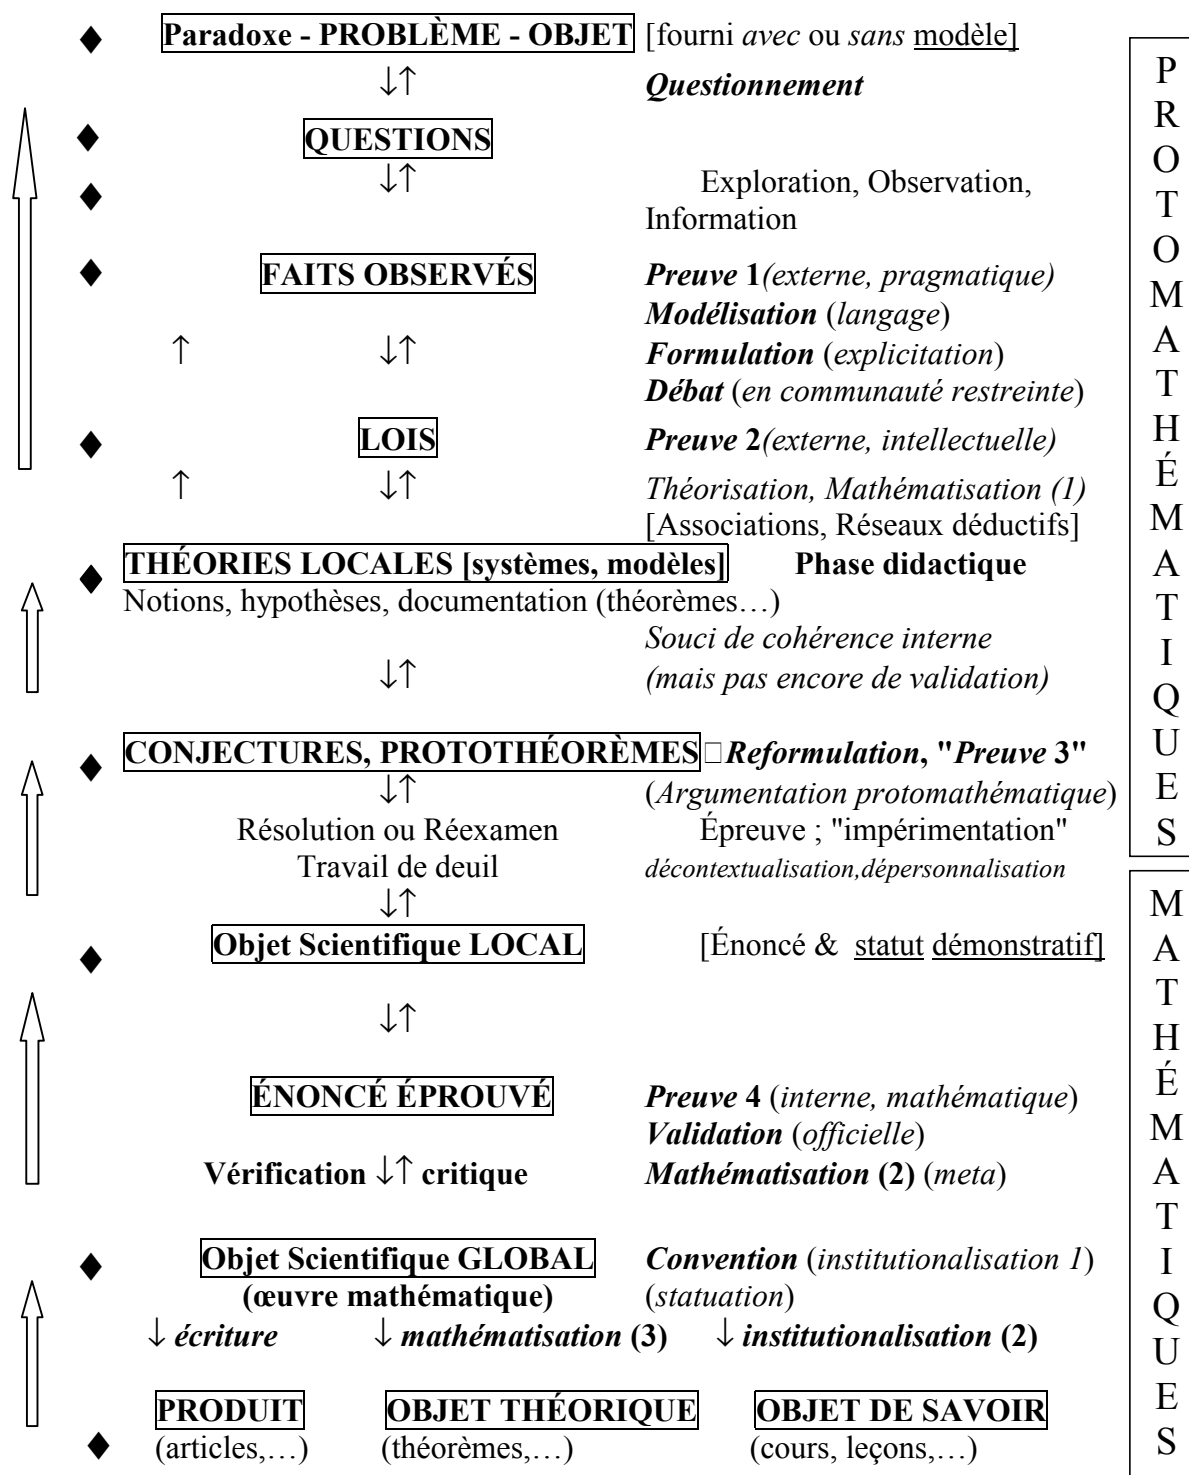 ♦ Paradoxe - PROBLÈME - OBJET [fourni avec ou sans modèle]
↓↑ Questionnement
♦ QUESTIONS
♦ ↓↑ Exploration, Observation,
Information
♦ FAITS OBSERVÉS Preuve 1(externe, pragmatique)
Modélisation (langage)
↑ ↓↑ Formulation (explicitation)
Débat (en communauté restreinte)
♦ LOIS Preuve 2(externe, intellectuelle)
↑ ↓↑ Théorisation, Mathématisation (1)
[Associations, Réseaux déductifs]
♦ THÉORIES LOCALES [systèmes, modèles] Phase didactique
Notions, hypothèses, documentation (théorèmes…)
Souci de cohérence interne
↓↑ (mais pas encore de validation)
♦ CONJECTURES, PROTOTHÉORÈMES □Reformulation, "Preuve 3"
↓↑ (Argumentation protomathématique)
Résolution ou Réexamen Épreuve ; "impérimentation"
Travail de deuil décontextualisation,dépersonnalisation
↓↑
♦ Objet Scientifique LOCAL [Énoncé & statut démonstratif]
↓↑
ÉNONCÉ ÉPROUVÉ Preuve 4 (interne, mathématique)
Validation (officielle)
Vérification ↓↑ critique Mathématisation (2) (meta)
♦ Objet Scientifique GLOBAL Convention (institutionalisation 1)
(œuvre mathématique) (statuation)
↓ écriture ↓ mathématisation (3) ↓ institutionalisation (2)
PRODUIT OBJET THÉORIQUE OBJET DE SAVOIR
♦ (articles,…) (théorèmes,…) (cours, leçons,…)
PROTOMATHÉMATIQUES
MATHÉMATIQUES